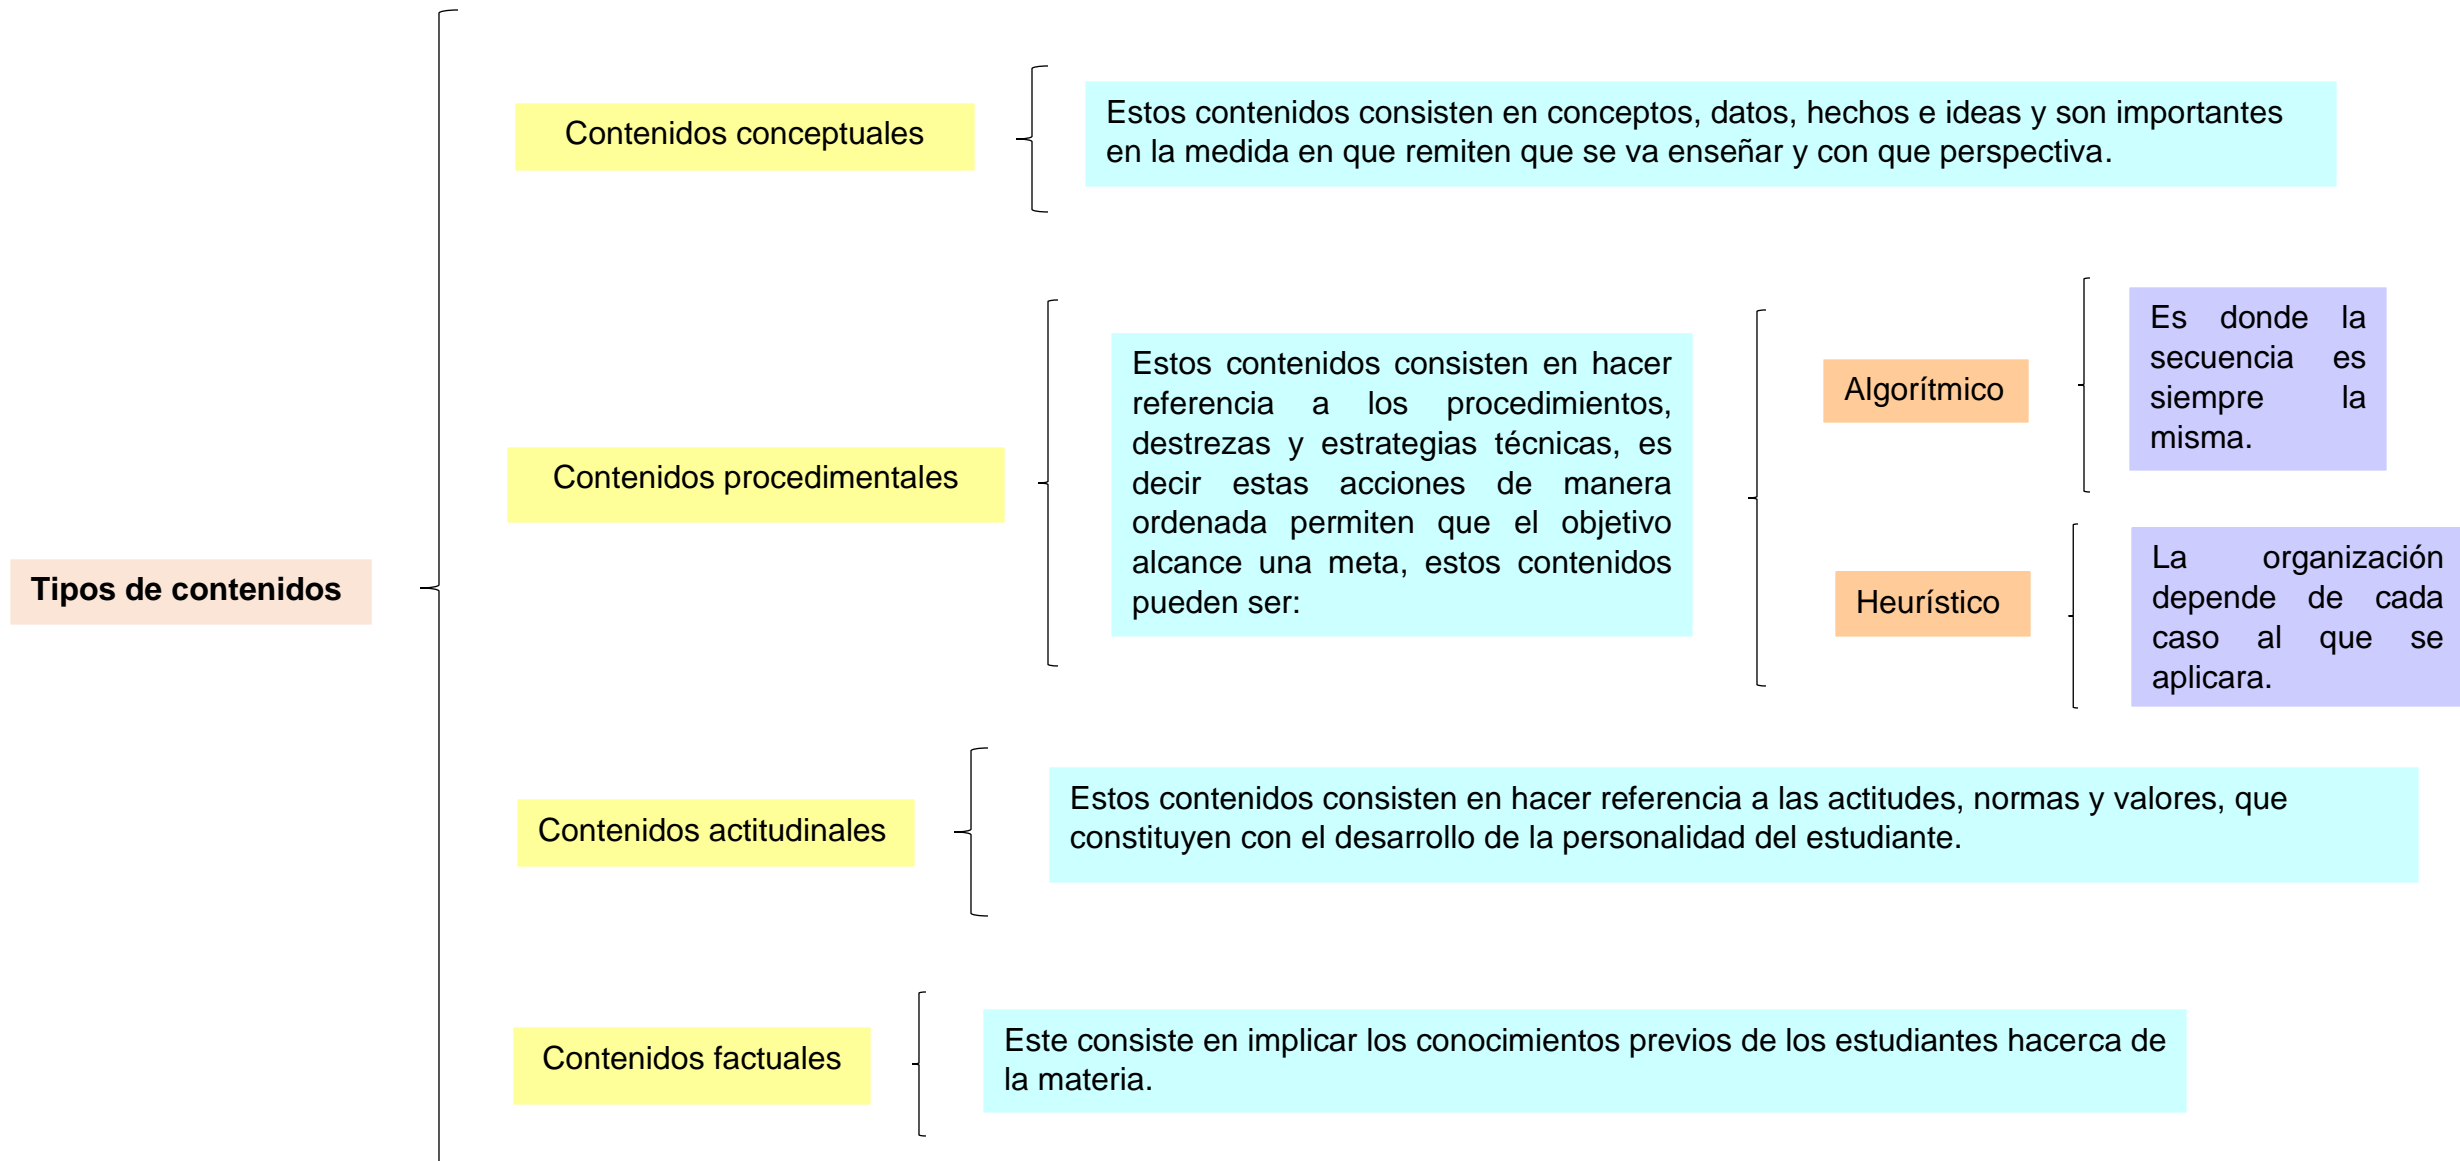 Tipos de contenidos
Contenidos conceptuales
Estos contenidos consisten en conceptos, datos, hechos e ideas y son importantes
en la medida en que remiten que se va enseñar y con que perspectiva.
Contenidos procedimentales
Estos contenidos consisten en hacer
referencia a los procedimientos,
destrezas y estrategias técnicas, es
decir estas acciones de manera
ordenada permiten que el objetivo
alcance una meta, estos contenidos
pueden ser:
Algorítmico
Es donde la
secuencia es
siempre la
misma.
Heurístico
La organización
depende de cada
caso al que se
aplicara.
Contenidos actitudinales
Estos contenidos consisten en hacer referencia a las actitudes, normas y valores, que
constituyen con el desarrollo de la personalidad del estudiante.
Contenidos factuales
Este consiste en implicar los conocimientos previos de los estudiantes hacerca de
la materia.